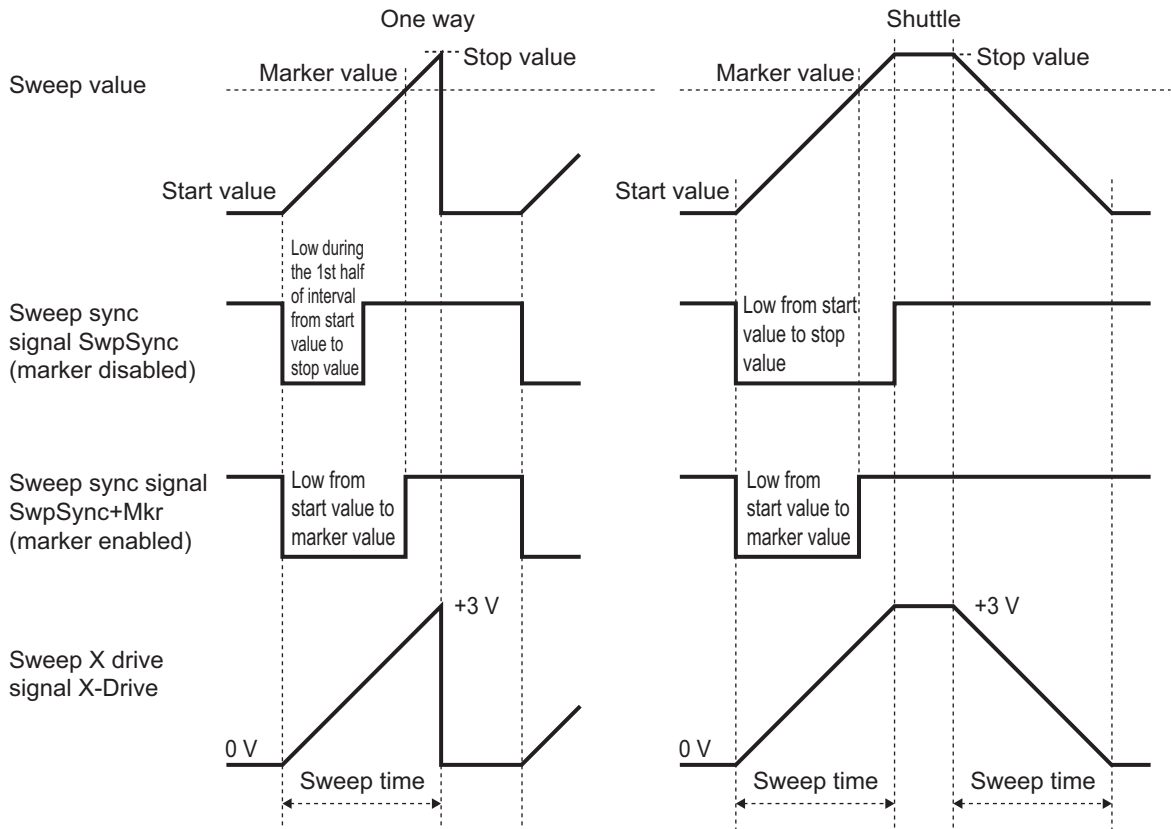 One way
Shuttle
Sweep value
Marker value
Stop value
Start value
Marker value
Stop value
Start value
Sweep sync
signal SwpSync
(marker disabled)
Low during
the 1st half
of interval
from start
value to
stop value
Low from start
value to stop
value
Sweep sync signal
SwpSync+Mkr
(marker enabled)
Low from
start value to
marker value
Low from
start value to
marker value
Sweep X drive
signal X-Drive
+3 V
0 V
Sweep time
+3 V
0 V
Sweep time
Sweep time